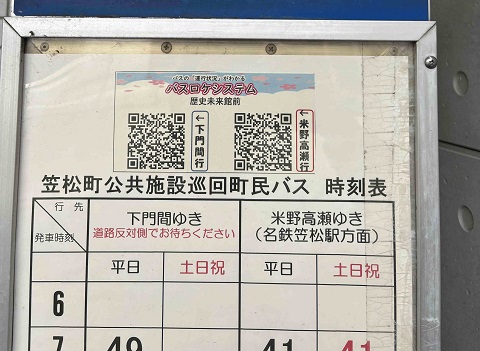 バスの「運行状況」がわかる
バスロケシステム
歴史未来館前
←下門間行
←米野高瀬行
笠松町公共施設巡回町民バス 時刻表
行先 下門間ゆき 米野高瀬ゆき
道路反対側でお待ちください (名鉄笠松駅方面)
発車時刻 平日 土日祝 平日 土日祝
6
7 49 41 41